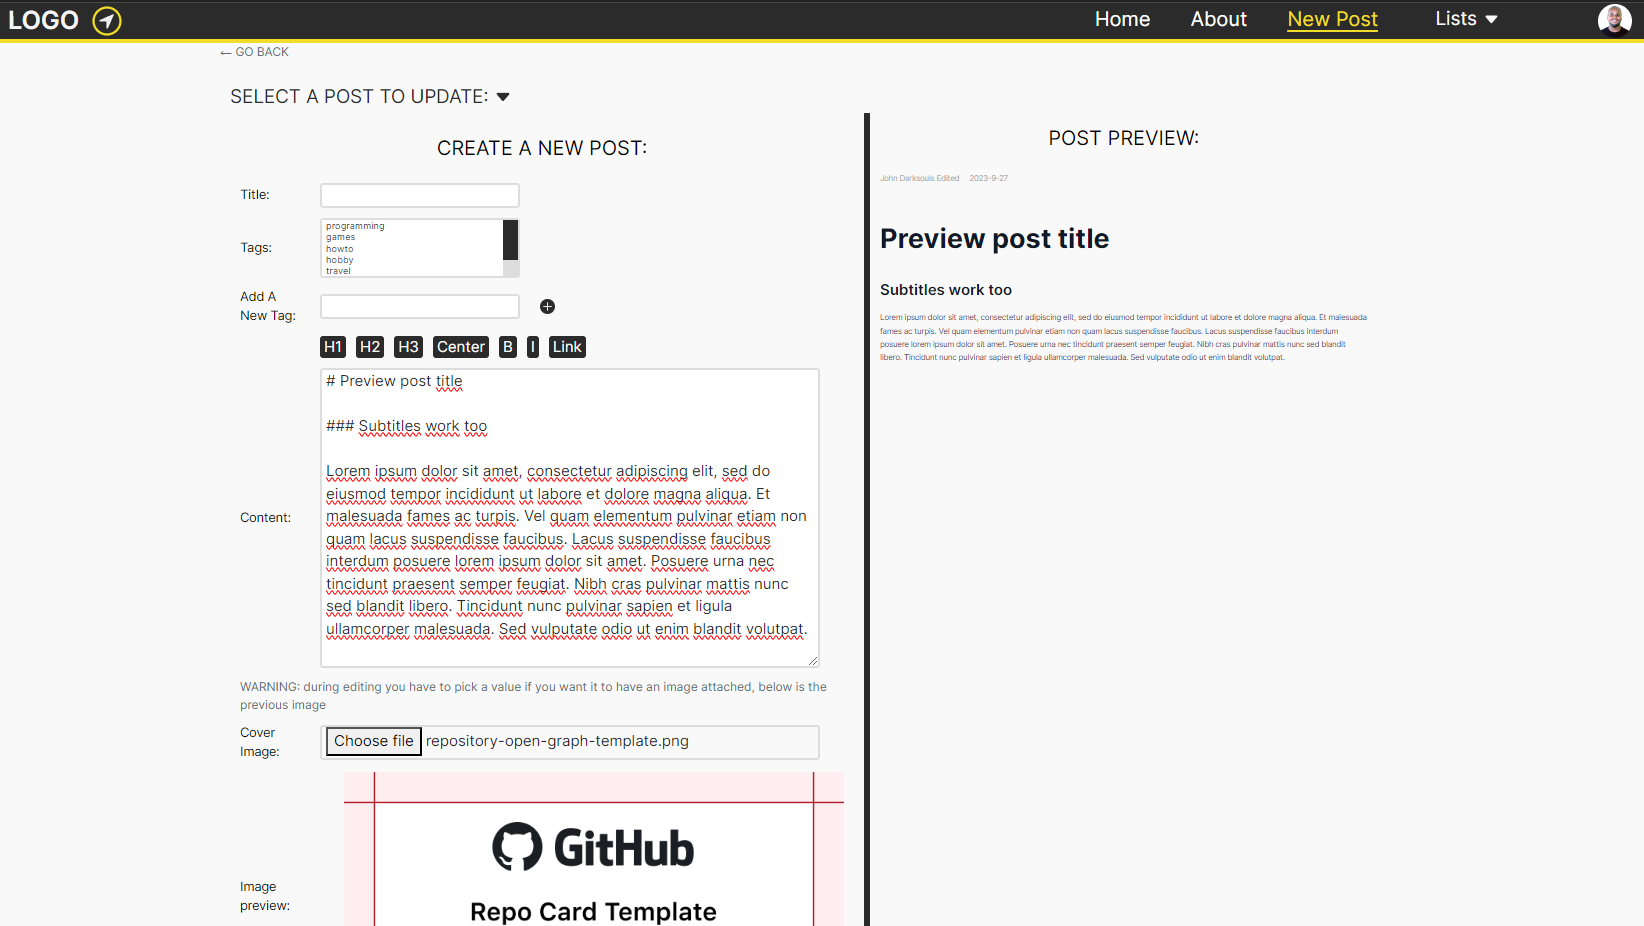 LOGO
Home About New Post Lists
← GO BACK
SELECT A POST TO UPDATE:
CREATE A NEW POST:
Title:
Tags:
programming
games
howto
hobby
travel
Add A
New Tag:
H1 H2 H3 Center B I Link
Content:
# Preview post title
### Subtitles work too
Lorem ipsum dolor sit amet, consectetur adipiscing elit, sed do
eiusmod tempor incididunt ut labore et dolore magna aliqua. Et
malesuada fames ac turpis. Vel quam elementum pulvinar etiam non
quam lacus suspendisse faucibus. Lacus suspendisse faucibus
interdum posuere lorem ipsum dolor sit amet. Posuere urna nec
tincidunt praesent semper feugiat. Nibh cras pulvinar mattis nunc
sed blandit libero. Tincidunt nunc pulvinar sapien et ligula
ullamcorper malesuada. Sed vulputate odio ut enim blandit volutpat.
WARNING: during editing you have to pick a value if you want it to have an image attached, below is the
previous image
Cover
Image:
Choose file repository-open-graph-template.png
Image
preview:
GitHub
Repo Card Template
POST PREVIEW:
John Darksouls Edited 2023-9-27
Preview post title
Subtitles work too
Lorem ipsum dolor sit amet, consectetur adipiscing elit, sed do eiusmod tempor incididunt ut labore et dolore magna aliqua. Et malesuada
fames ac turpis. Vel quam elementum pulvinar etiam non quam lacus suspendisse faucibus. Lacus suspendisse faucibus interdum
posuere lorem ipsum dolor sit amet. Posuere urna nec tincidunt praesent semper feugiat. Nibh cras pulvinar mattis nunc sed blandit
libero. Tincidunt nunc pulvinar sapien et ligula ullamcorper malesuada. Sed vulputate odio ut enim blandit volutpat.